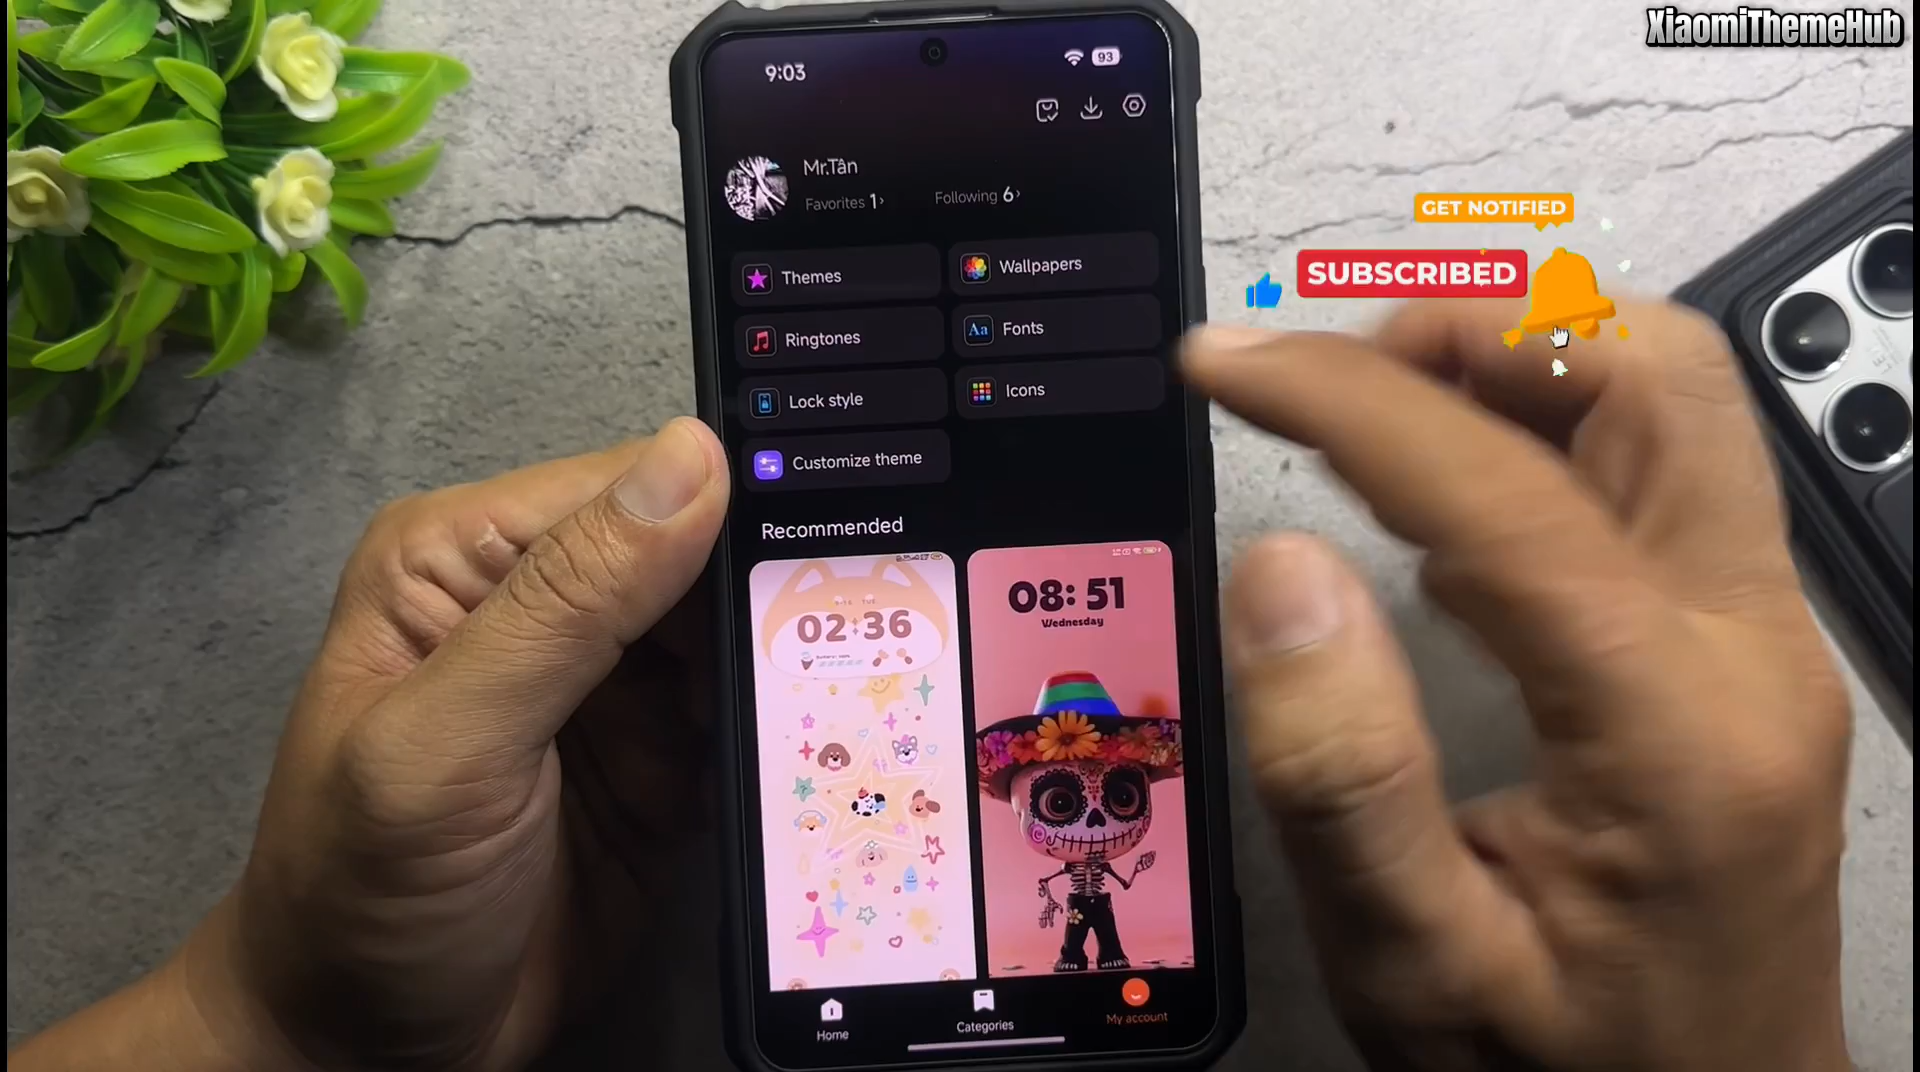 XiaomiThemeHub
9:03
93
Mr.Tân
Favorites 1›
Following 6›
GET NOTIFIED
SUBSCRIBED
Themes
Wallpapers
Ringtones
Aa
Fonts
Lock style
Icons
Customize theme
Recommended
02:36
08:51
Wednesday
Home
Categories
My account